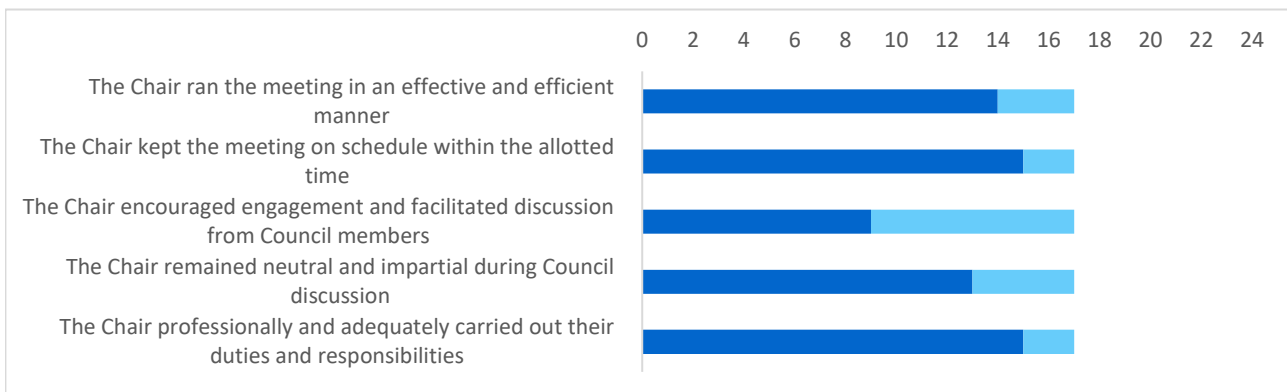 0 2 4 6 8 10 12 14 16 18 20 22 24
The Chair ran the meeting in an effective and efficient
manner
The Chair kept the meeting on schedule within the allotted
time
The Chair encouraged engagement and facilitated discussion
from Council members
The Chair remained neutral and impartial during Council
discussion
The Chair professionally and adequately carried out their
duties and responsibilities